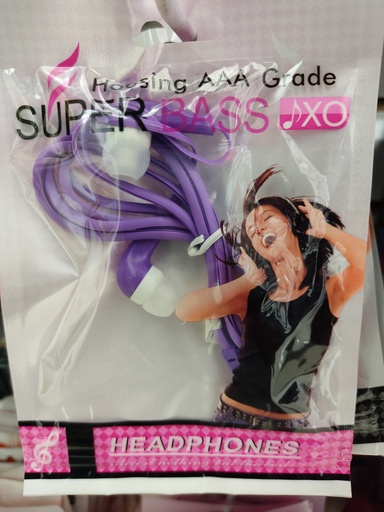 Housing AAA Grade
SUPER BASS JXO
HEADPHONES